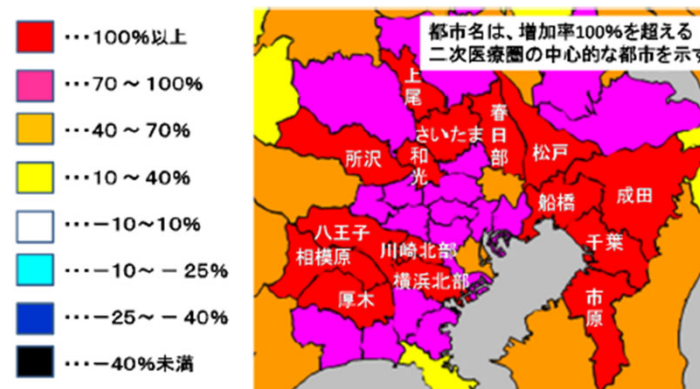 …100%以上
…70～100%
…40～70%
…10～40%
…−10～10%
…−10～－25%
…−25～－40%
…−40%未満
都市名は、増加率100%を超える
二次医療圏の中心的な都市を示す
上尾
春日部
さいたま
和光
所沢
松戸
船橋
成田
千葉
八王子
相模原
川崎北部
横浜北部
厚木
市原